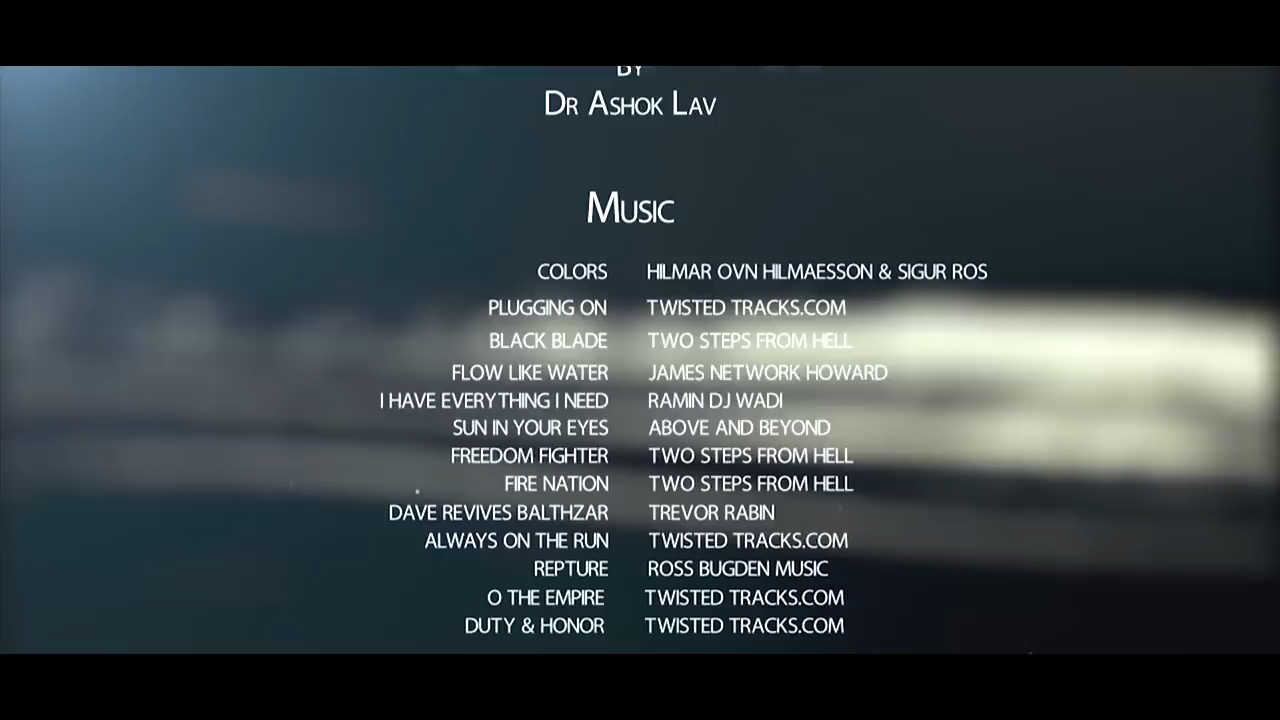 BY
DR ASHOK LAV
MUSIC
COLORS HILMAR OVN HILMAESSON & SIGUR ROS
PLUGGING ON TWISTED TRACKS.COM
BLACK BLADE TWO STEPS FROM HELL
FLOW LIKE WATER JAMES NETWORK HOWARD
I HAVE EVERYTHING I NEED RAMIN DJ WADI
SUN IN YOUR EYES ABOVE AND BEYOND
FREEDOM FIGHTER TWO STEPS FROM HELL
FIRE NATION TWO STEPS FROM HELL
DAVE REVIVES BALTHZAR TREVOR RABIN
ALWAYS ON THE RUN TWISTED TRACKS.COM
REPTURE ROSS BUGDEN MUSIC
O THE EMPIRE TWISTED TRACKS.COM
DUTY & HONOR TWISTED TRACKS.COM